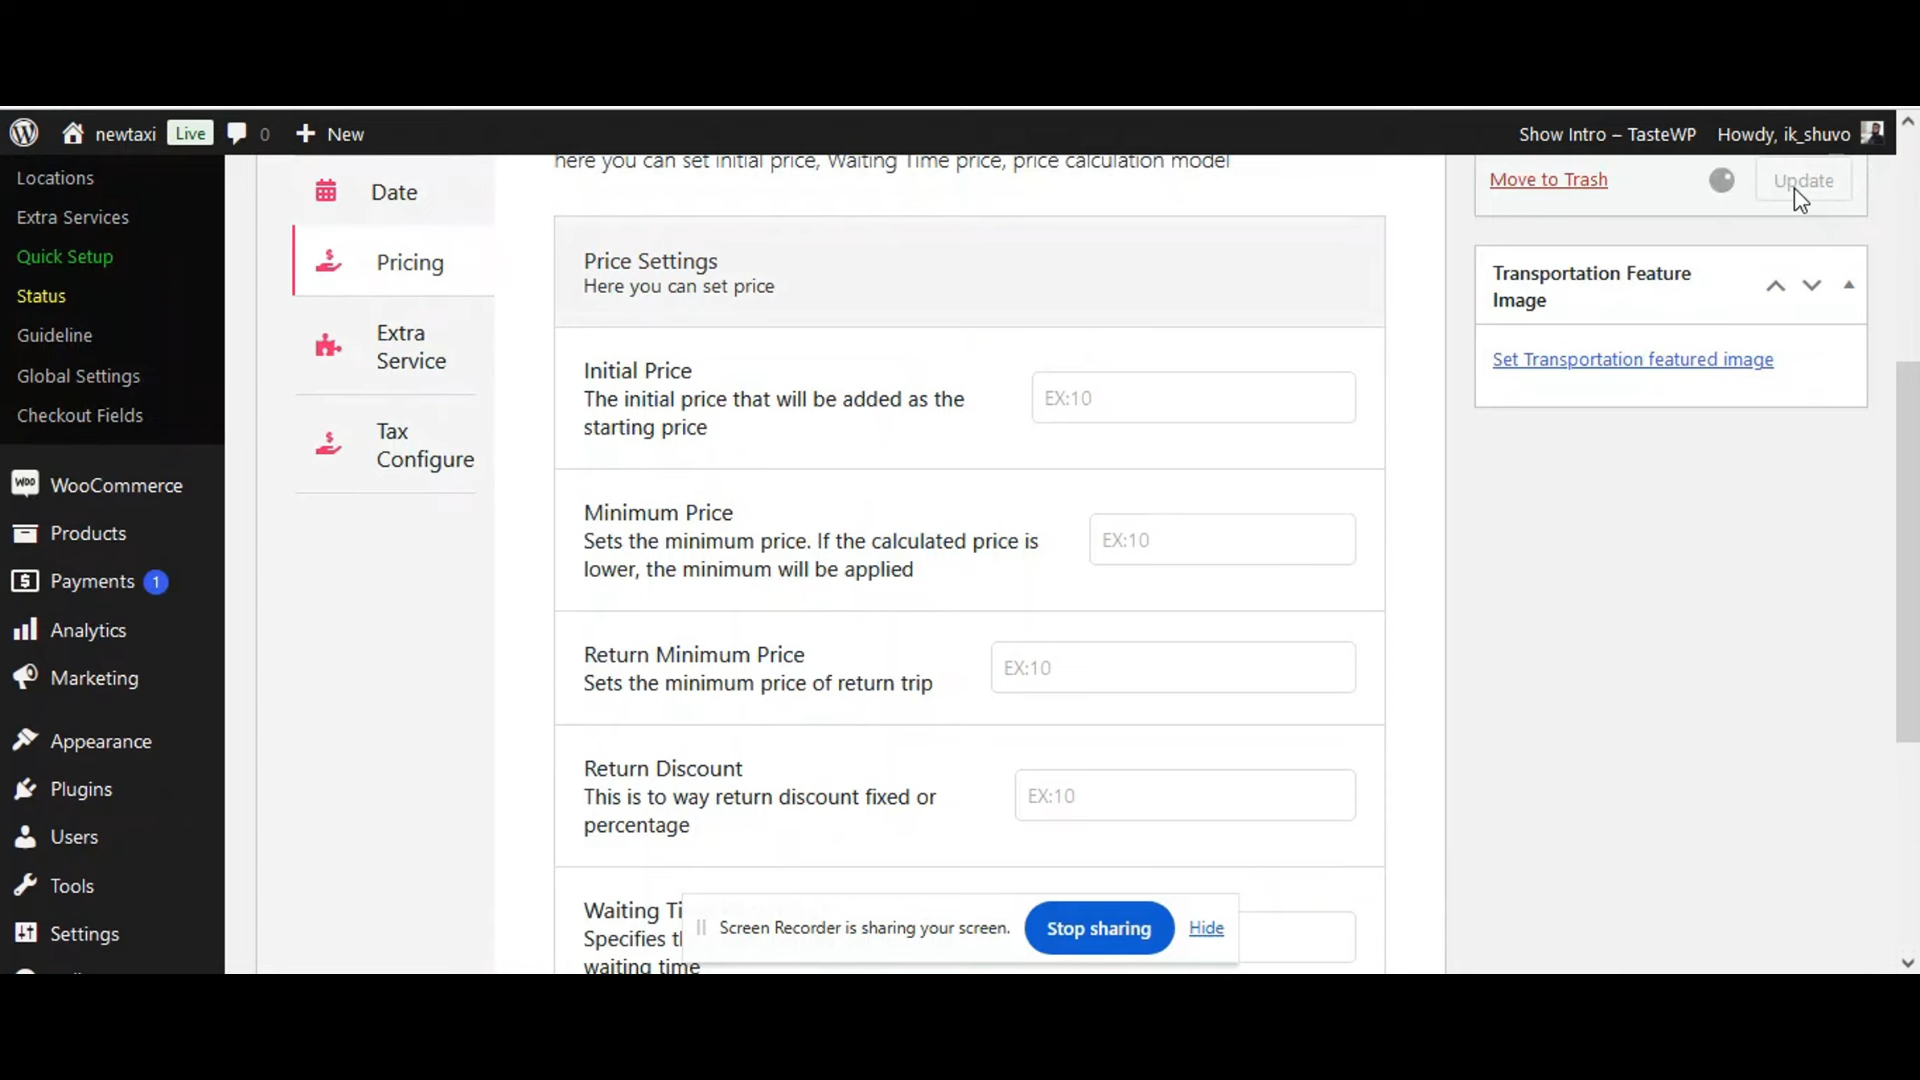 newtaxi Live 0 New Show Intro – TasteWP Howdy, ik_shuvo
Locations
Extra Services
Quick Setup
Status
Guideline
Global Settings
Checkout Fields
WooCommerce
Products
Payments 1
Analytics
Marketing
Appearance
Plugins
Users
Tools
Settings
Date
Pricing
Extra
Service
Tax
Configure
here you can set initial price, Waiting Time price, price calculation model
Price Settings
Here you can set price
Initial Price
The initial price that will be added as the
starting price
EX:10
Minimum Price
Sets the minimum price. If the calculated price is
lower, the minimum will be applied
EX:10
Return Minimum Price
Sets the minimum price of return trip
EX:10
Return Discount
This is to way return discount fixed or
percentage
EX:10
Waiting Ti
Specifies t
waiting time
Screen Recorder is sharing your screen. Stop sharing Hide
Move to Trash Update
Transportation Feature
Image
Set Transportation featured image